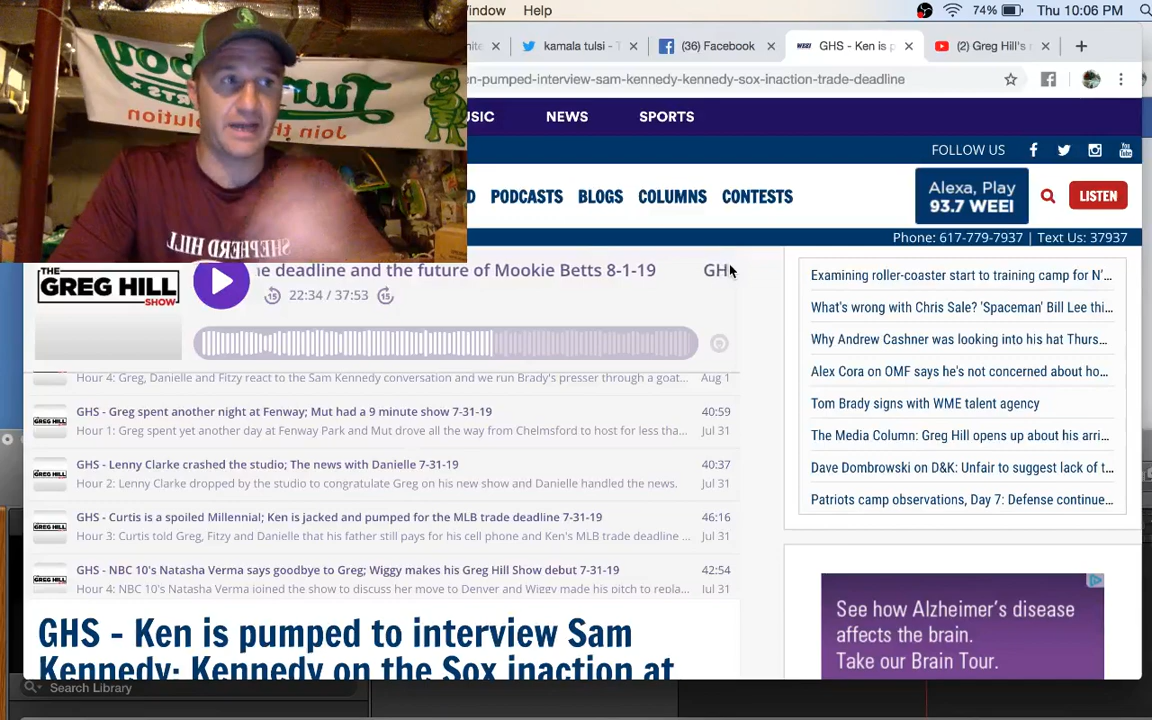 indow Help 74% Thu 10:06 PM
kamala tulsi - T
(36) Facebook
GHS - Ken is p
(2) Greg Hill's
n-pumped-interview-sam-kennedy-kennedy-sox-inaction-trade-deadline
USIC NEWS SPORTS
FOLLOW US
PODCASTS BLOGS COLUMNS CONTESTS
Alexa, Play
93.7 WEEI
LISTEN
Phone: 617-779-7937 | Text Us: 37937
Turtleboy
SPORTS
Join the Revolution
SHEPHERD HILL
THE
GREG HILL
SHOW
e deadline and the future of Mookie Betts 8-1-19 GH
15 22:34 / 37:53 15
Hour 4: Greg, Danielle and Fitzy react to the Sam Kennedy conversation and we run Brady's presser through a goat... Aug 1
GHS - Greg spent another night at Fenway; Mut had a 9 minute show 7-31-19 40:59
Hour 1: Greg spent yet another day at Fenway Park and Mut drove all the way from Chelmsford to host for less tha... Jul 31
GHS - Lenny Clarke crashed the studio; The news with Danielle 7-31-19 40:37
Hour 2: Lenny Clarke dropped by the studio to congratulate Greg on his new show and Danielle handled the news. Jul 31
GHS - Curtis is a spoiled Millennial; Ken is jacked and pumped for the MLB trade deadline 7-31-19 46:16
Hour 3: Curtis told Greg, Fitzy and Danielle that his father still pays for his cell phone and Ken's MLB trade deadline ... Jul 31
GHS - NBC 10's Natasha Verma says goodbye to Greg; Wiggy makes his Greg Hill Show debut 7-31-19 42:54
Hour 4: NBC 10's Natasha Verma joined the show to discuss her move to Denver and Wiggy made his pitch to repla... Jul 31
GHS - Ken is pumped to interview Sam
Kennedy; Kennedy on the Sox inaction at
Examining roller-coaster start to training camp for N'...
What's wrong with Chris Sale? 'Spaceman' Bill Lee thi...
Why Andrew Cashner was looking into his hat Thurs...
Alex Cora on OMF says he's not concerned about ho...
Tom Brady signs with WME talent agency
The Media Column: Greg Hill opens up about his arri...
Dave Dombrowski on D&K: Unfair to suggest lack of t...
Patriots camp observations, Day 7: Defense continue...
See how Alzheimer's disease
affects the brain.
Take our Brain Tour.
Search Library